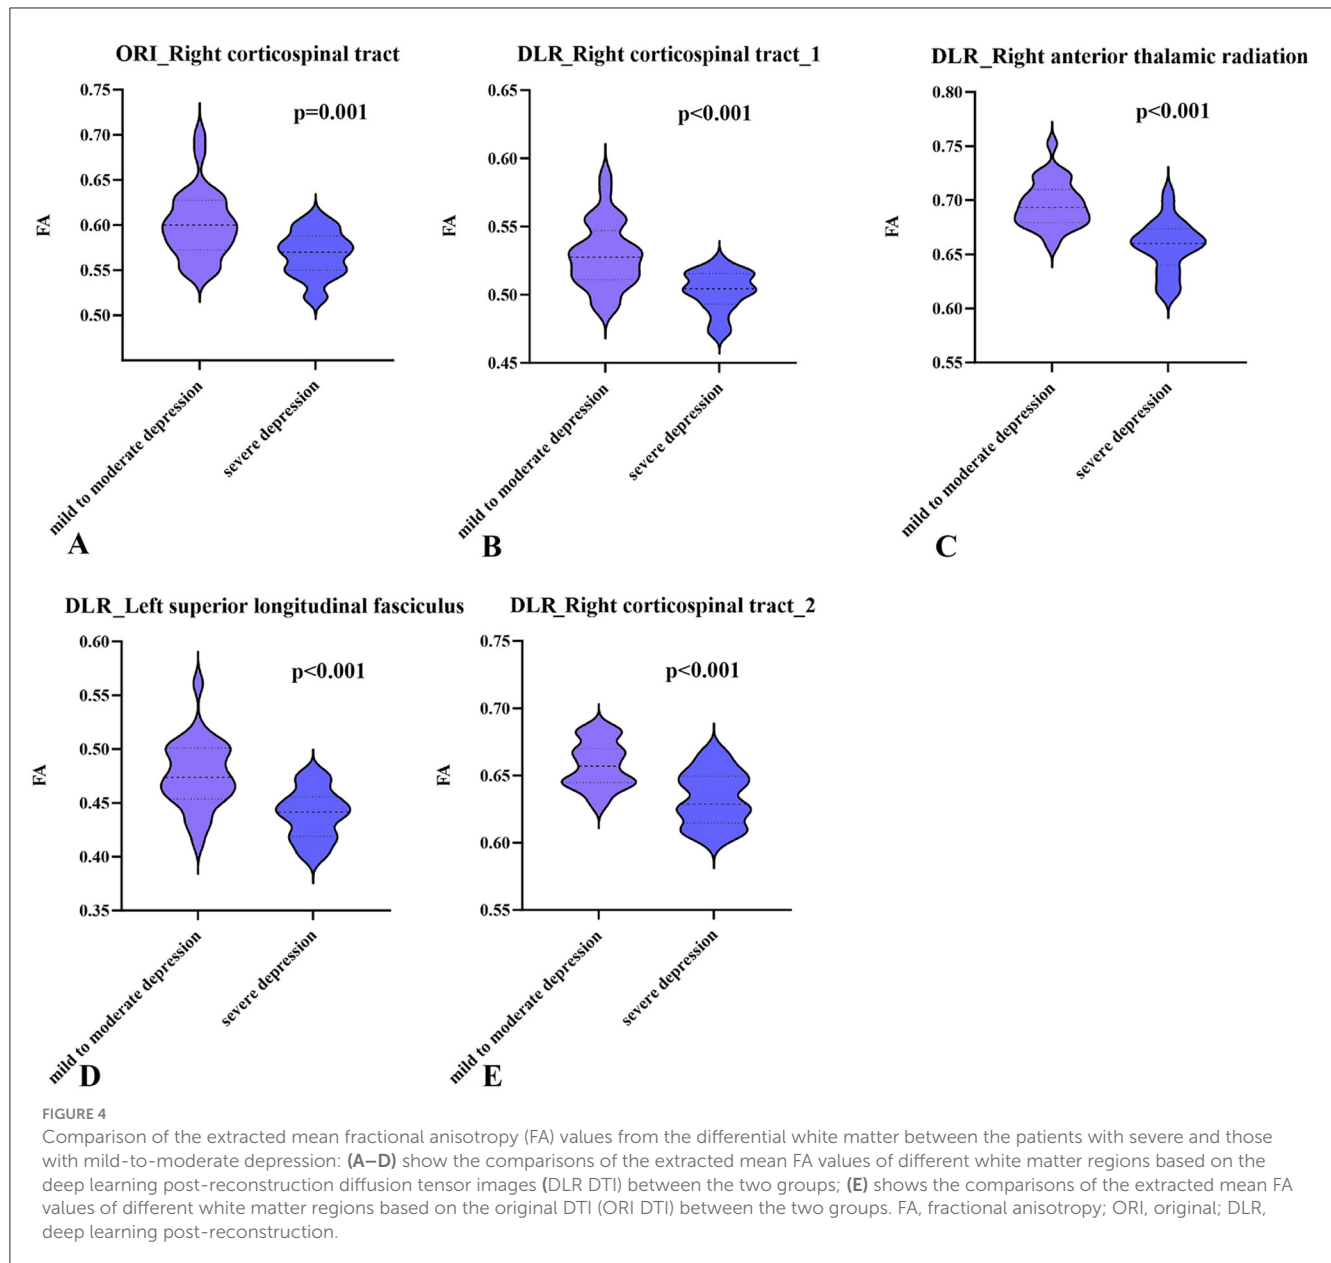 ORI_Right corticospinal tract
0.75
0.70
0.65
0.60
0.55
0.50
FA
p=0.001
mild to moderate depression
severe depression
A
DLR_Right corticospinal tract_1
0.65
0.60
0.55
0.50
0.45
FA
p<0.001
mild to moderate depression
severe depression
B
DLR_Right anterior thalamic radiation
0.80
0.75
0.70
0.65
0.60
0.55
FA
p<0.001
mild to moderate depression
severe depression
C
DLR_Left superior longitudinal fasciculus
0.60
0.55
0.50
0.45
0.40
0.35
FA
p<0.001
mild to moderate depression
severe depression
D
DLR_Right corticospinal tract_2
0.75
0.70
0.65
0.60
0.55
FA
p<0.001
mild to moderate depression
severe depression
E
FIGURE 4
Comparison of the extracted mean fractional anisotropy (FA) values from the differential white matter between the patients with severe and those
with mild-to-moderate depression: (A–D) show the comparisons of the extracted mean FA values of different white matter regions based on the
deep learning post-reconstruction diffusion tensor images (DLR DTI) between the two groups; (E) shows the comparisons of the extracted mean FA
values of different white matter regions based on the original DTI (ORI DTI) between the two groups. FA, fractional anisotropy; ORI, original; DLR,
deep learning post-reconstruction.